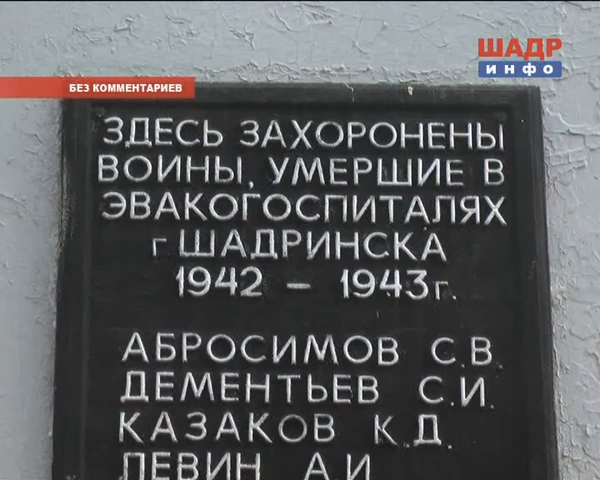 ШАДР
инфо
БЕЗ КОММЕНТАРИЕВ
ЗДЕСЬ ЗАХОРОНЕНЫ
ВОИНЫ, УМЕРШИЕ В
ЭВАКОГОСПИТАЛЯХ
г ШАДРИНСКА
1942 – 1943г.
АБРОСИМОВ С.В.
ДЕМЕНТЬЕВ С.И.
КАЗАКОВ К.Д.
ЛЕВИН А.И